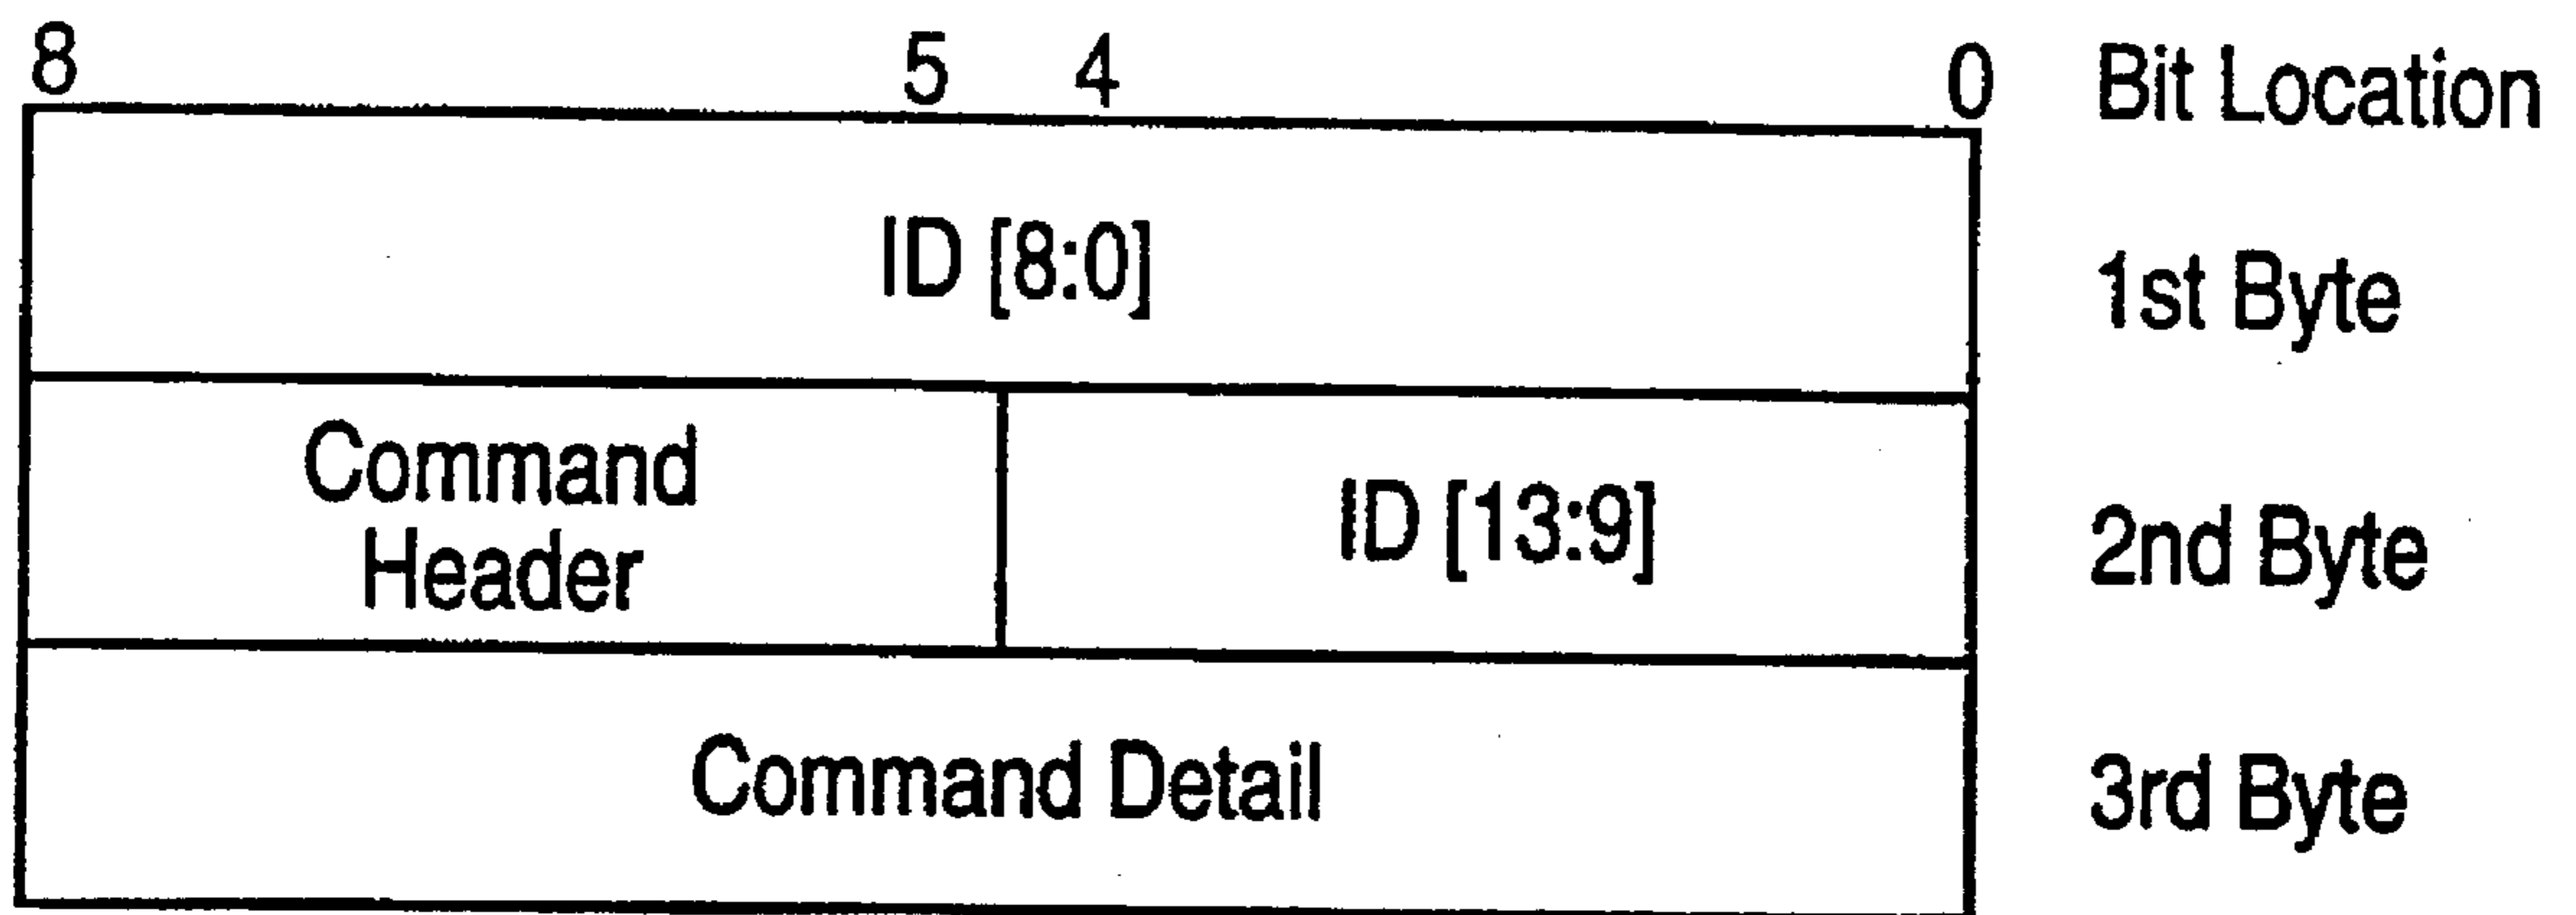 8 5 4 0 Bit Location
ID [8:0] 1st Byte
Command
Header
ID [13:9] 2nd Byte
Command Detail 3rd Byte